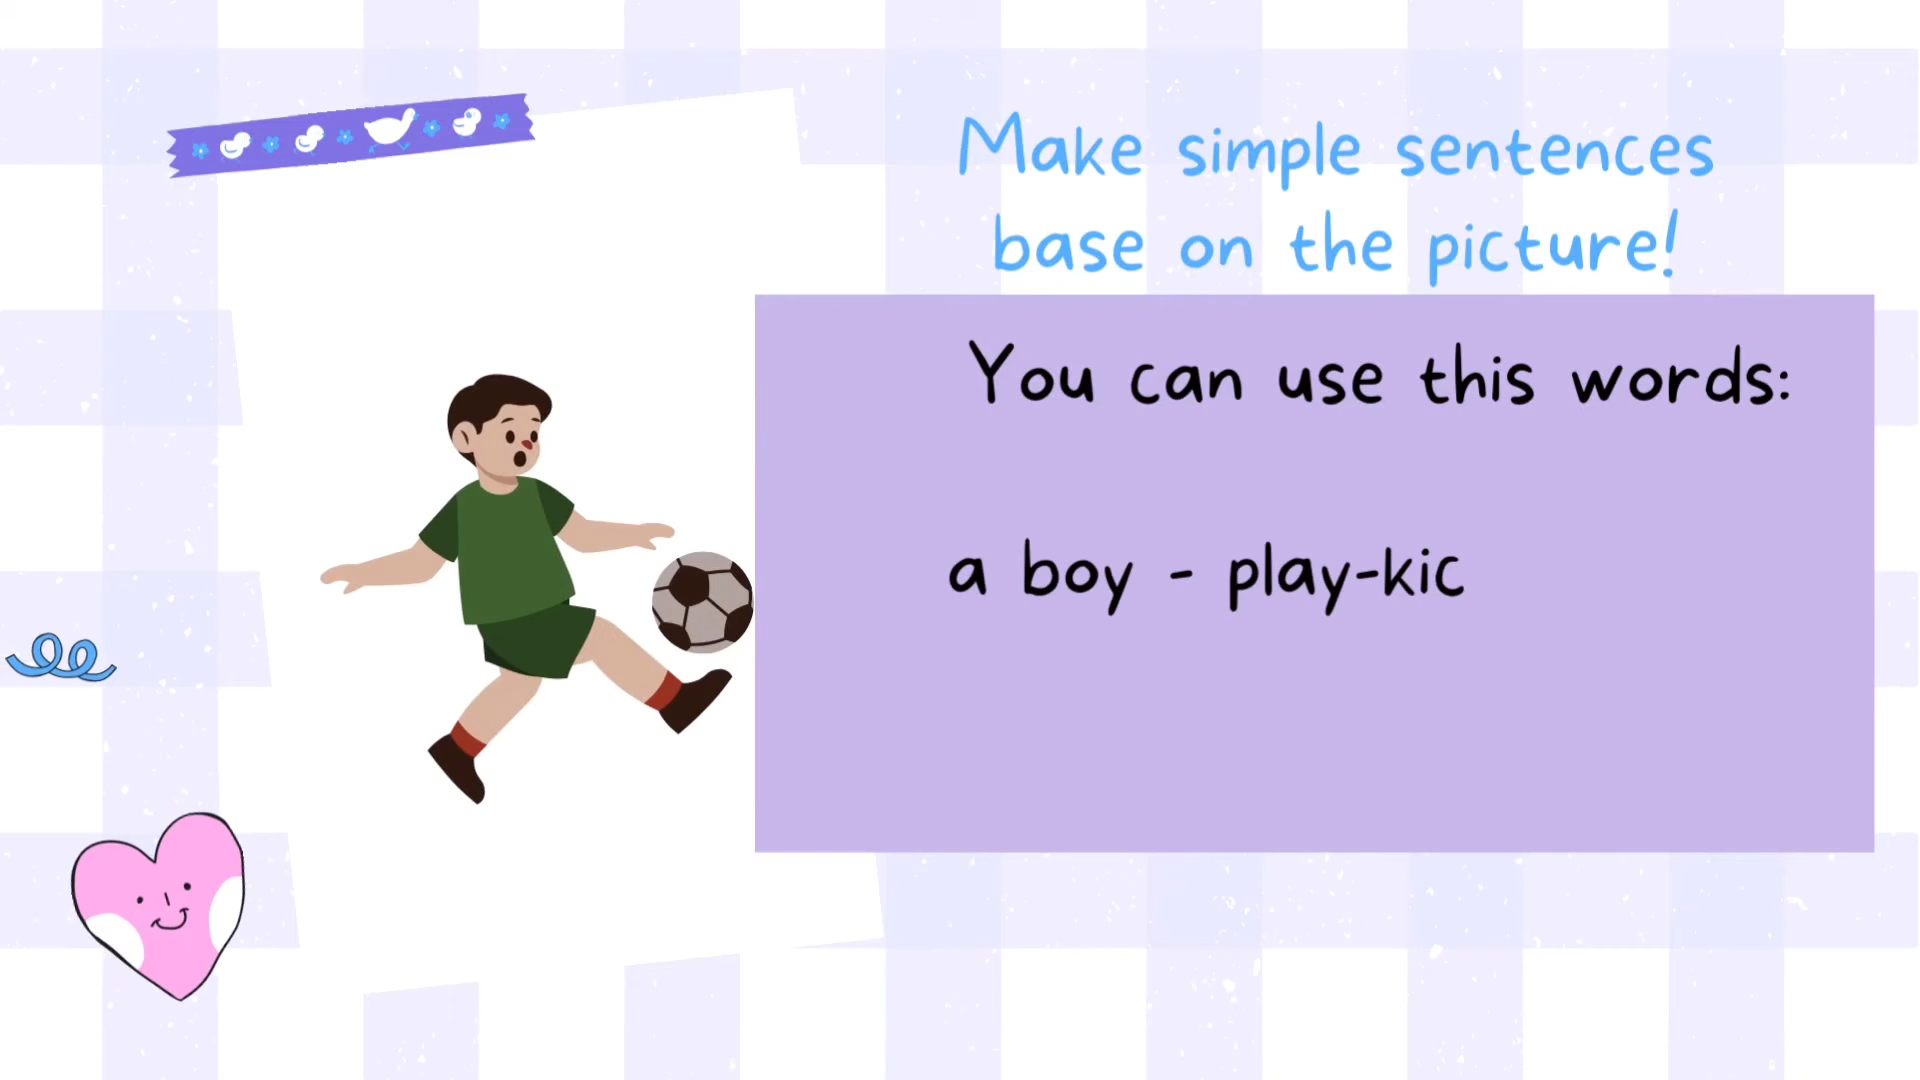 Make simple sentences
base on the picture!
You can use this words:
a boy - play-kic